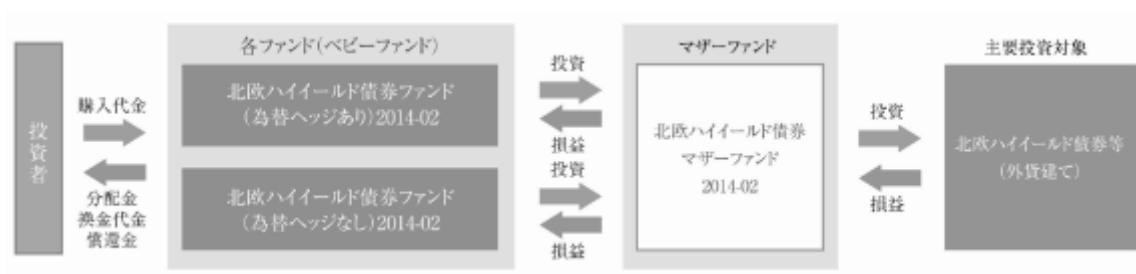 投資者
購入代金
分配金
換金代金
償還金
各ファンド(ベビーファンド)
北欧ハイイールド債券ファンド
(為替ヘッジあり)2014-02
北欧ハイイールド債券ファンド
(為替ヘッジなし)2014-02
投資
損益
投資
損益
マザーファンド
北欧ハイイールド債券
マザーファンド
2014-02
投資
損益
主要投資対象
北欧ハイイールド債券等
(外貨建て)